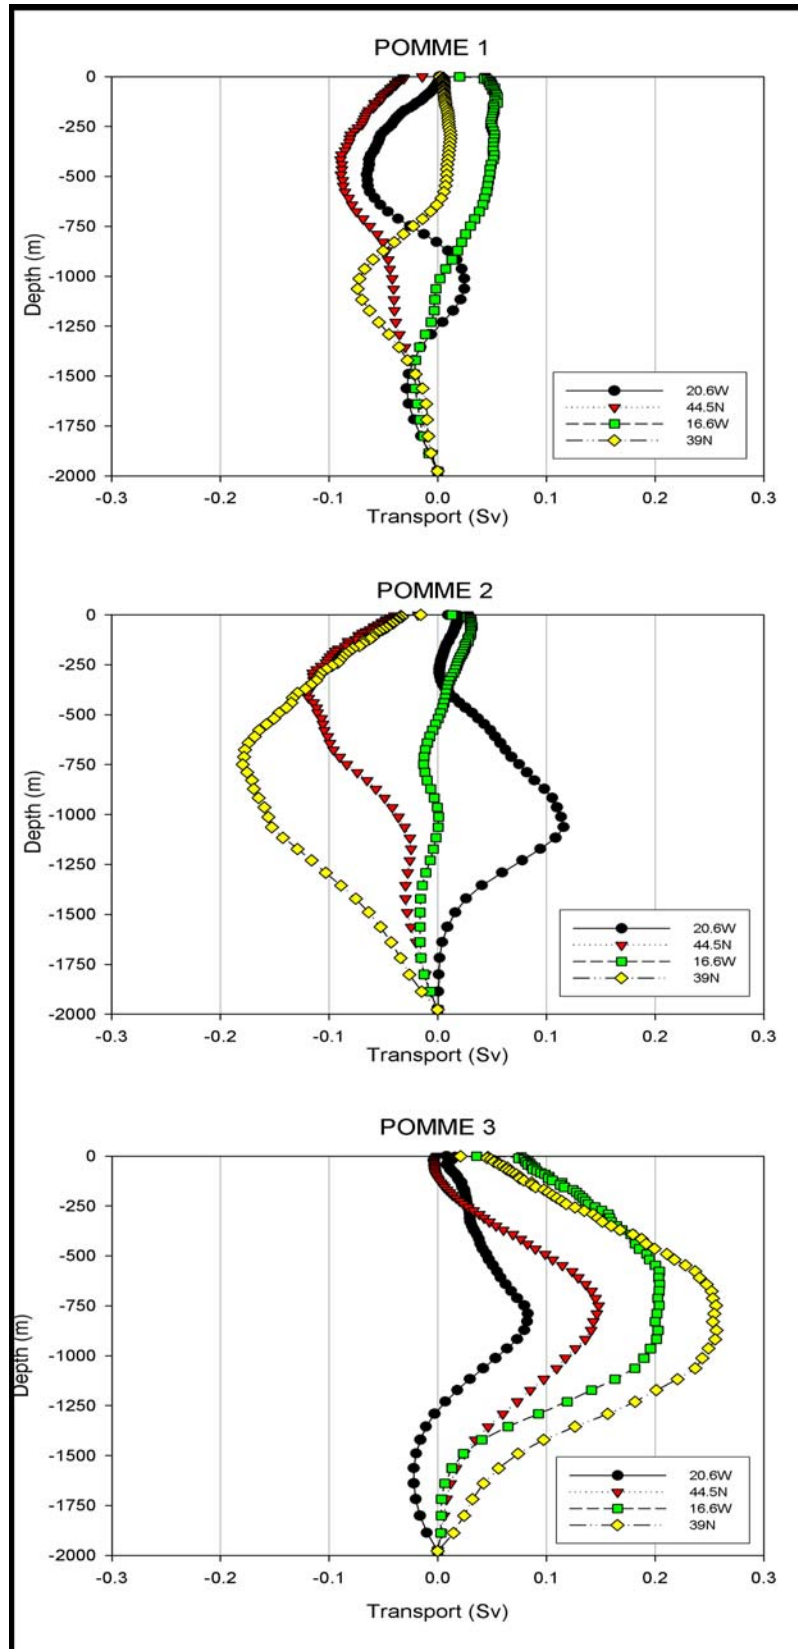 POMME 1
0
-250
-500
-750
-1000
-1250
-1500
-1750
-2000
Depth (m)
20.6W
44.5N
16.6W
39N
-0.3 -0.2 -0.1 0.0 0.1 0.2 0.3
Transport (Sv)
POMME 2
0
-250
-500
-750
-1000
-1250
-1500
-1750
-2000
Depth (m)
20.6W
44.5N
16.6W
39N
-0.3 -0.2 -0.1 0.0 0.1 0.2 0.3
Transport (Sv)
POMME 3
0
-250
-500
-750
-1000
-1250
-1500
-1750
-2000
Depth (m)
20.6W
44.5N
16.6W
39N
-0.3 -0.2 -0.1 0.0 0.1 0.2 0.3
Transport (Sv)